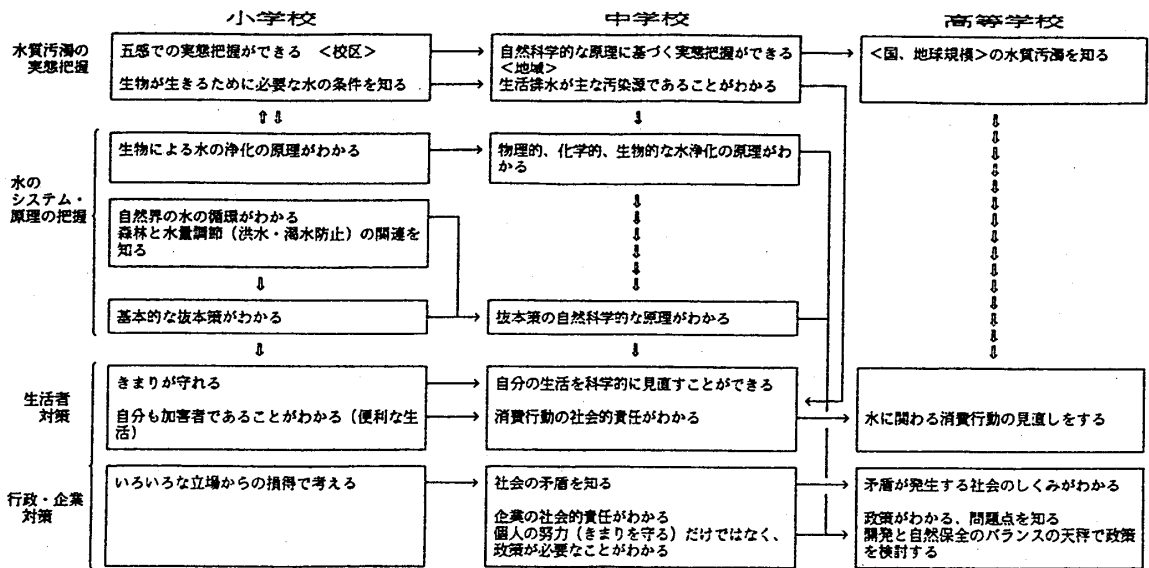 小学校
中学校
高等学校
水質汚濁の
実態把握
五感での実態把握ができる　＜校区＞
生物が生きるために必要な水の条件を知る
自然科学的な原理に基づく実態把握ができる
＜地域＞
生活排水が主な汚染源であることがわかる
＜国、地球規模＞の水質汚濁を知る
水の
システム・
原理の把握
生物による水の浄化の原理がわかる
物理的、化学的、生物的な水浄化の原理がわ
かる
自然界の水の循環がわかる
森林と水量調節（洪水・渇水防止）の関連を
知る
基本的な抜本策がわかる
抜本策の自然科学的な原理がわかる
生活者
対策
きまりが守れる
自分も加害者であることがわかる（便利な生
活）
自分の生活を科学的に見直すことができる
消費行動の社会的責任がわかる
水に関わる消費行動の見直しをする
行政・企業
対策
いろいろな立場からの損得で考える
社会の矛盾を知る
企業の社会的責任がわかる
個人の努力（きまりを守る）だけではなく、
政策が必要なことがわかる
矛盾が発生する社会のしくみがわかる
政策がわかる、問題点を知る
開発と自然保全のバランスの天秤で政策
を検討する